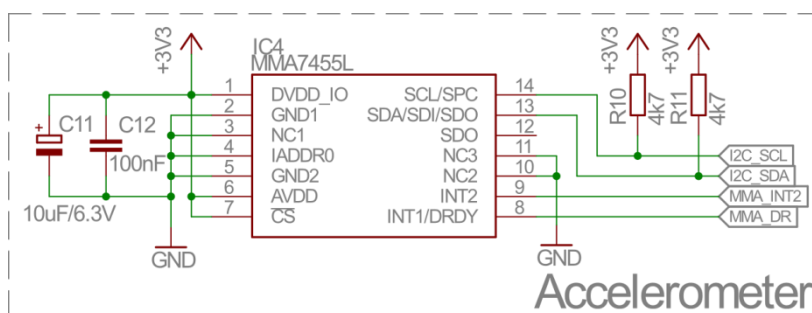 +3V3
IC4
MMA7455L
+3V3
+3V3
1 DVDD_IO SCL/SPC 14
2 GND1 SDA/SDI/SDO 13
3 NC1 SDO 12
4 IADDR0 NC3 11
5 GND2 NC2 10
6 AVDD INT2 9
7 CS INT1/DRDY 8
+ C11
10uF/6.3V
C12
100nF
R10
4k7
R11
4k7
I2C_SCL
I2C_SDA
MMA_INT2
MMA_DR
GND
GND
Accelerometer